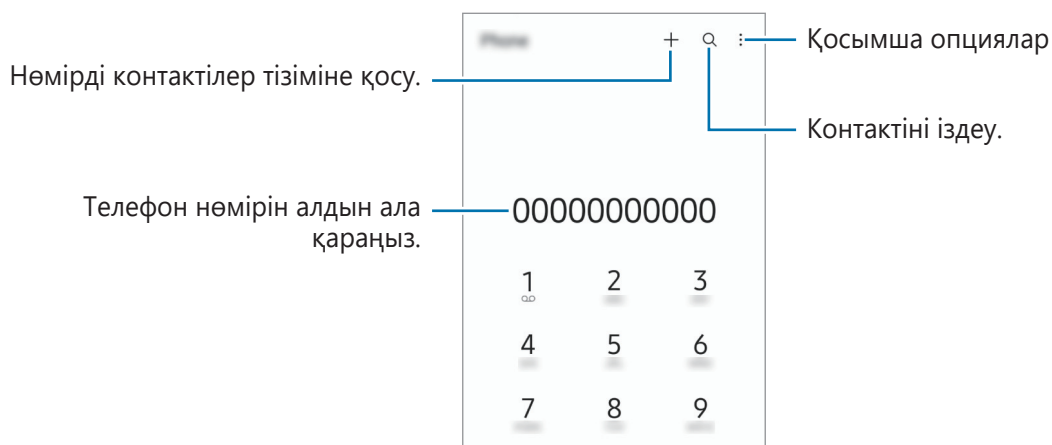 Phone
Қосымша опциялар
Нөмірді контактілер тізіміне қосу.
Контактіні іздеу.
Телефон нөмірін алдын ала
қараңыз.
00000000000
1 2 3
4 5 6
7 8 9